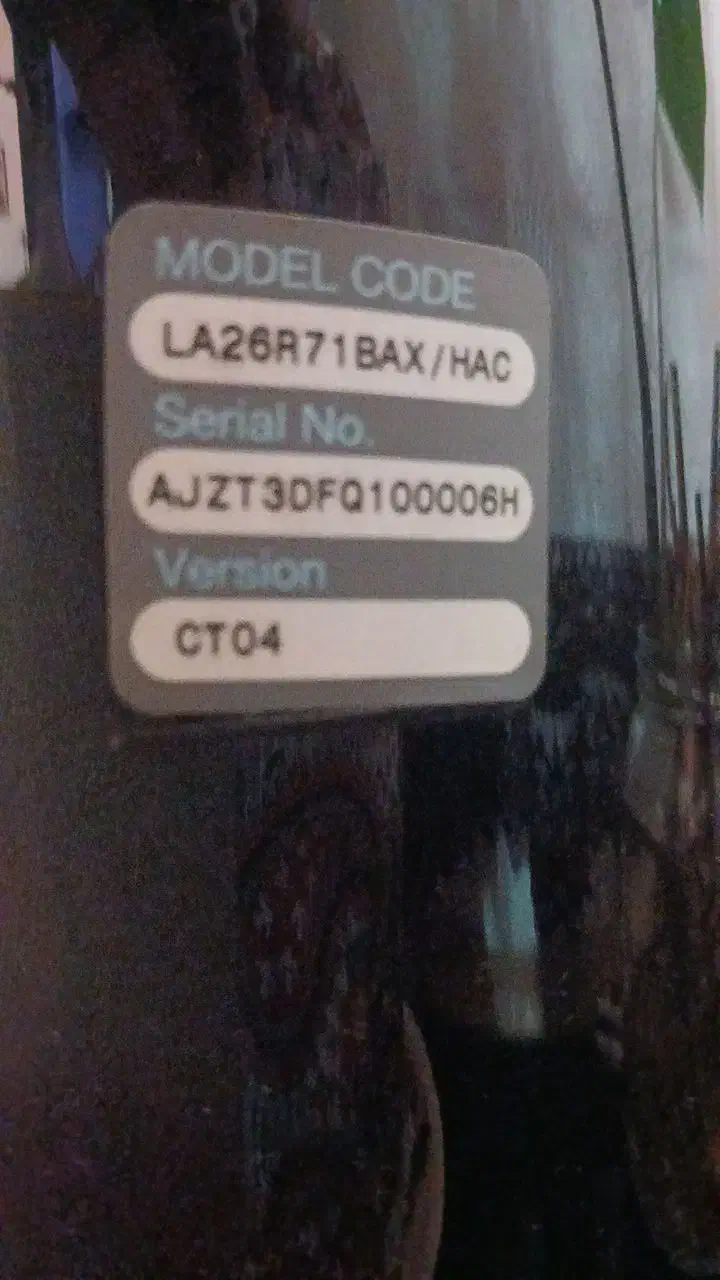 MODEL CODE
LA26R71BAX/HAC
Serial No.
AJZT3DFQ100006H
Version
CT04